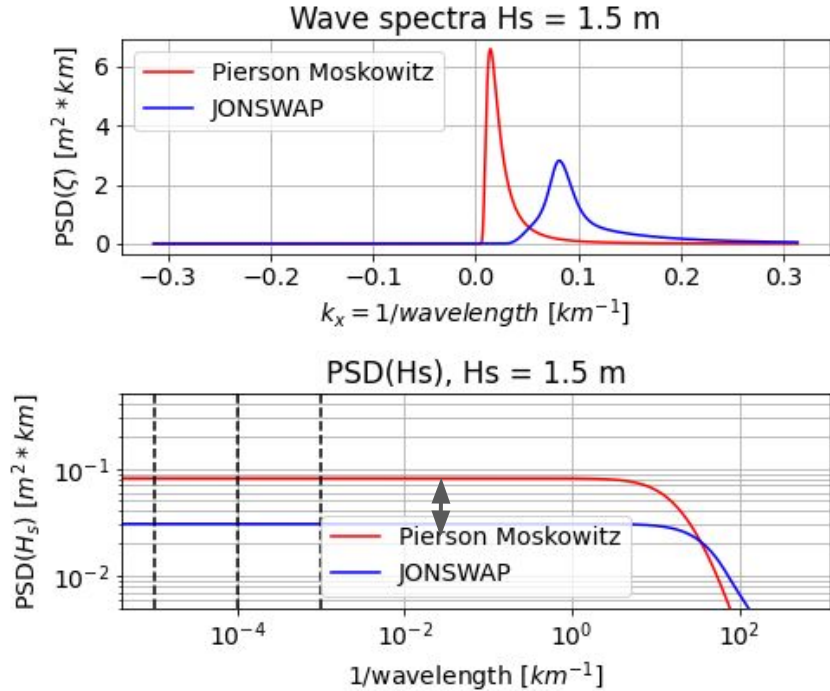 Wave spectra Hs = 1.5 m
PSD(ζ) [m² * km]
6
4
2
0
Pierson Moskowitz
JONSWAP
−0.3 −0.2 −0.1 0.0 0.1 0.2 0.3
k_x = 1/wavelength [km⁻¹]
PSD(Hs), Hs = 1.5 m
PSD(H_s) [m² * km]
10⁻¹
10⁻²
Pierson Moskowitz
JONSWAP
10⁻⁴ 10⁻² 10⁰ 10²
1/wavelength [km⁻¹]